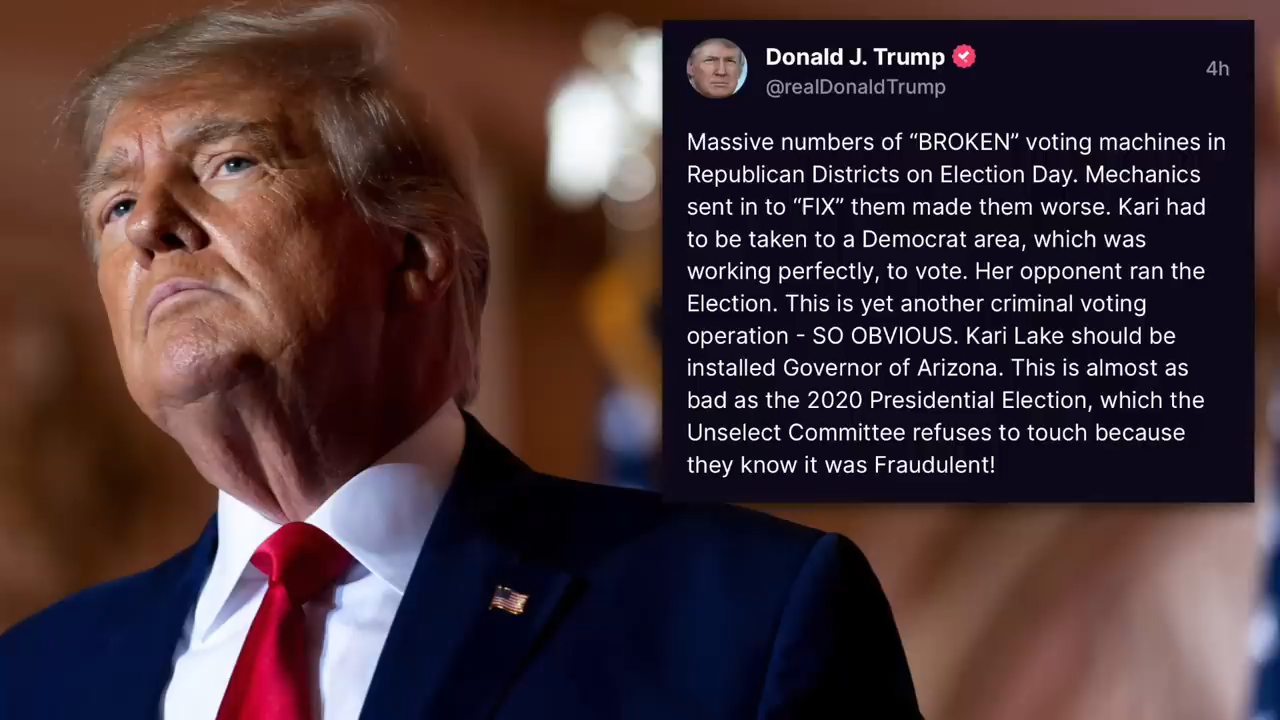 Donald J. Trump
4h
@realDonaldTrump
Massive numbers of “BROKEN” voting machines in
Republican Districts on Election Day. Mechanics
sent in to “FIX” them made them worse. Kari had
to be taken to a Democrat area, which was
working perfectly, to vote. Her opponent ran the
Election. This is yet another criminal voting
operation - SO OBVIOUS. Kari Lake should be
installed Governor of Arizona. This is almost as
bad as the 2020 Presidential Election, which the
Unselect Committee refuses to touch because
they know it was Fraudulent!